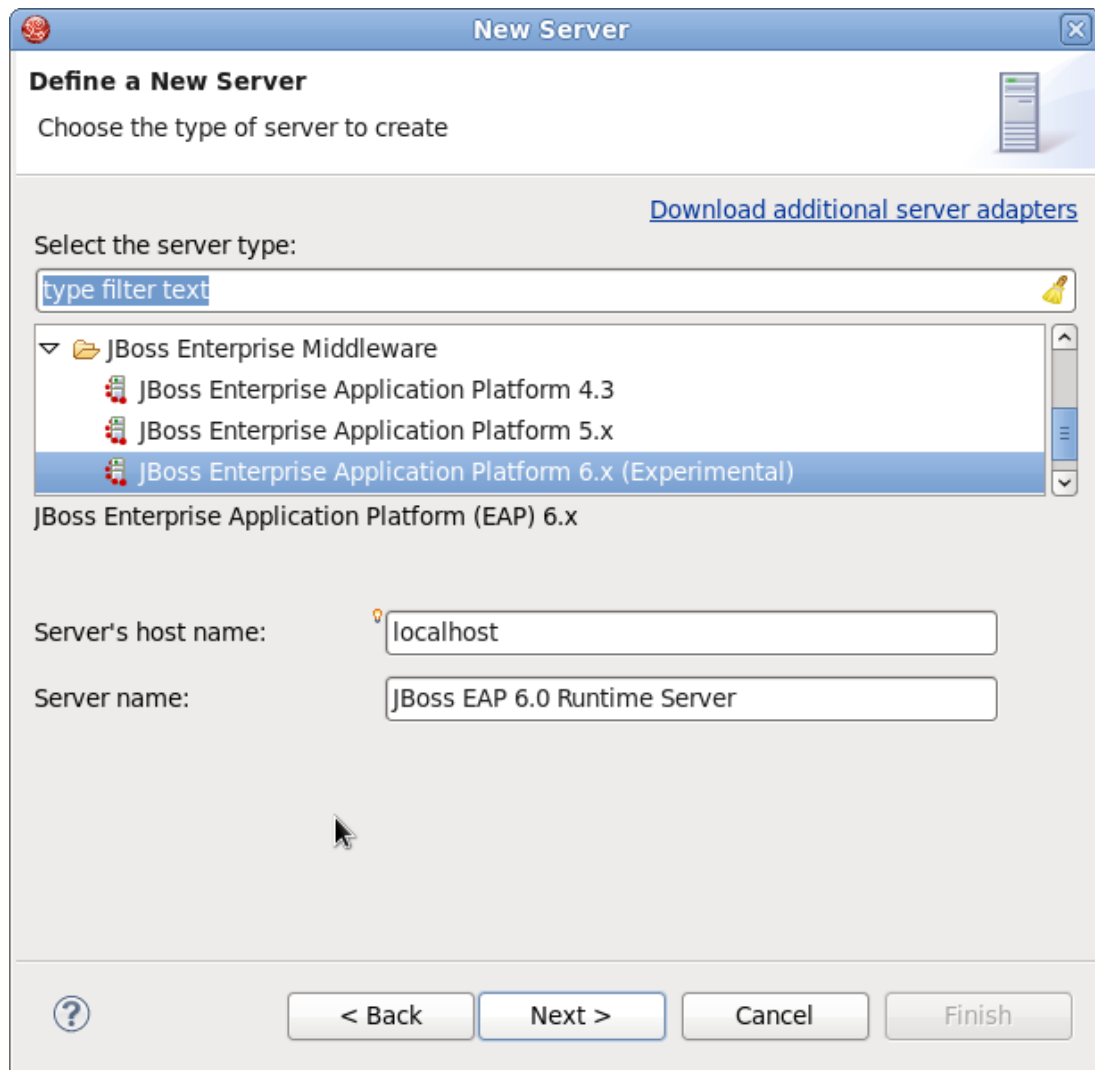 New Server
Define a New Server
Choose the type of server to create
Download additional server adapters
Select the server type:
type filter text
JBoss Enterprise Middleware
JBoss Enterprise Application Platform 4.3
JBoss Enterprise Application Platform 5.x
JBoss Enterprise Application Platform 6.x (Experimental)
JBoss Enterprise Application Platform (EAP) 6.x
Server's host name: localhost
Server name: JBoss EAP 6.0 Runtime Server
? < Back Next > Cancel Finish